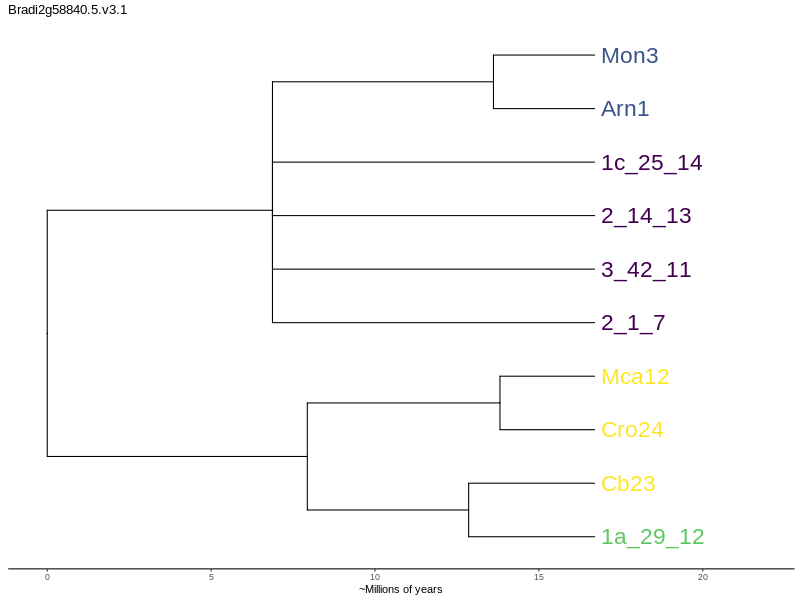 Bradi2g58840.5.v3.1
Mon3
Arn1
1c_25_14
2_14_13
3_42_11
2_1_7
Mca12
Cro24
Cb23
1a_29_12
0 5 10 15 20
~Millions of years